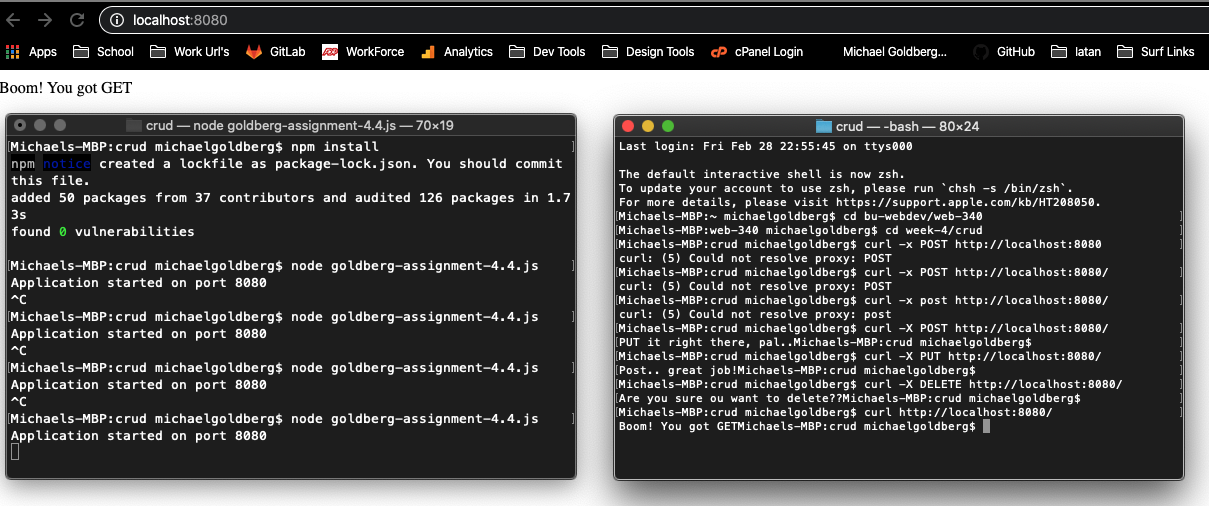 localhost:8080
Apps School Work Url's GitLab WorkForce Analytics Dev Tools Design Tools cPanel Login Michael Goldberg... GitHub latan Surf Links
Boom! You got GET
crud — node goldberg-assignment-4.4.js — 70×19
[Michaels-MBP:crud michaelgoldberg$ npm install ]
npm notice created a lockfile as package-lock.json. You should commit
this file.
added 50 packages from 37 contributors and audited 126 packages in 1.7
3s
found 0 vulnerabilities
[Michaels-MBP:crud michaelgoldberg$ node goldberg-assignment-4.4.js ]
Application started on port 8080
^C
[Michaels-MBP:crud michaelgoldberg$ node goldberg-assignment-4.4.js ]
Application started on port 8080
^C
[Michaels-MBP:crud michaelgoldberg$ node goldberg-assignment-4.4.js ]
Application started on port 8080
^C
[Michaels-MBP:crud michaelgoldberg$ node goldberg-assignment-4.4.js ]
Application started on port 8080
crud — -bash — 80×24
Last login: Fri Feb 28 22:55:45 on ttys000
The default interactive shell is now zsh.
To update your account to use zsh, please run `chsh -s /bin/zsh`.
For more details, please visit https://support.apple.com/kb/HT208050.
[Michaels-MBP:~ michaelgoldberg$ cd bu-webdev/web-340 ]
[Michaels-MBP:web-340 michaelgoldberg$ cd week-4/crud ]
[Michaels-MBP:crud michaelgoldberg$ curl -x POST http://localhost:8080 ]
curl: (5) Could not resolve proxy: POST
[Michaels-MBP:crud michaelgoldberg$ curl -x POST http://localhost:8080/ ]
curl: (5) Could not resolve proxy: POST
[Michaels-MBP:crud michaelgoldberg$ curl -x post http://localhost:8080/ ]
curl: (5) Could not resolve proxy: post
[Michaels-MBP:crud michaelgoldberg$ curl -X POST http://localhost:8080/ ]
[PUT it right there, pal..Michaels-MBP:crud michaelgoldberg$ ]
[Michaels-MBP:crud michaelgoldberg$ curl -X PUT http://localhost:8080/ ]
[Post.. great job!Michaels-MBP:crud michaelgoldberg$ ]
[Michaels-MBP:crud michaelgoldberg$ curl -X DELETE http://localhost:8080/ ]
[Are you sure ou want to delete??Michaels-MBP:crud michaelgoldberg$ ]
[Michaels-MBP:crud michaelgoldberg$ curl http://localhost:8080/ ]
Boom! You got GETMichaels-MBP:crud michaelgoldberg$